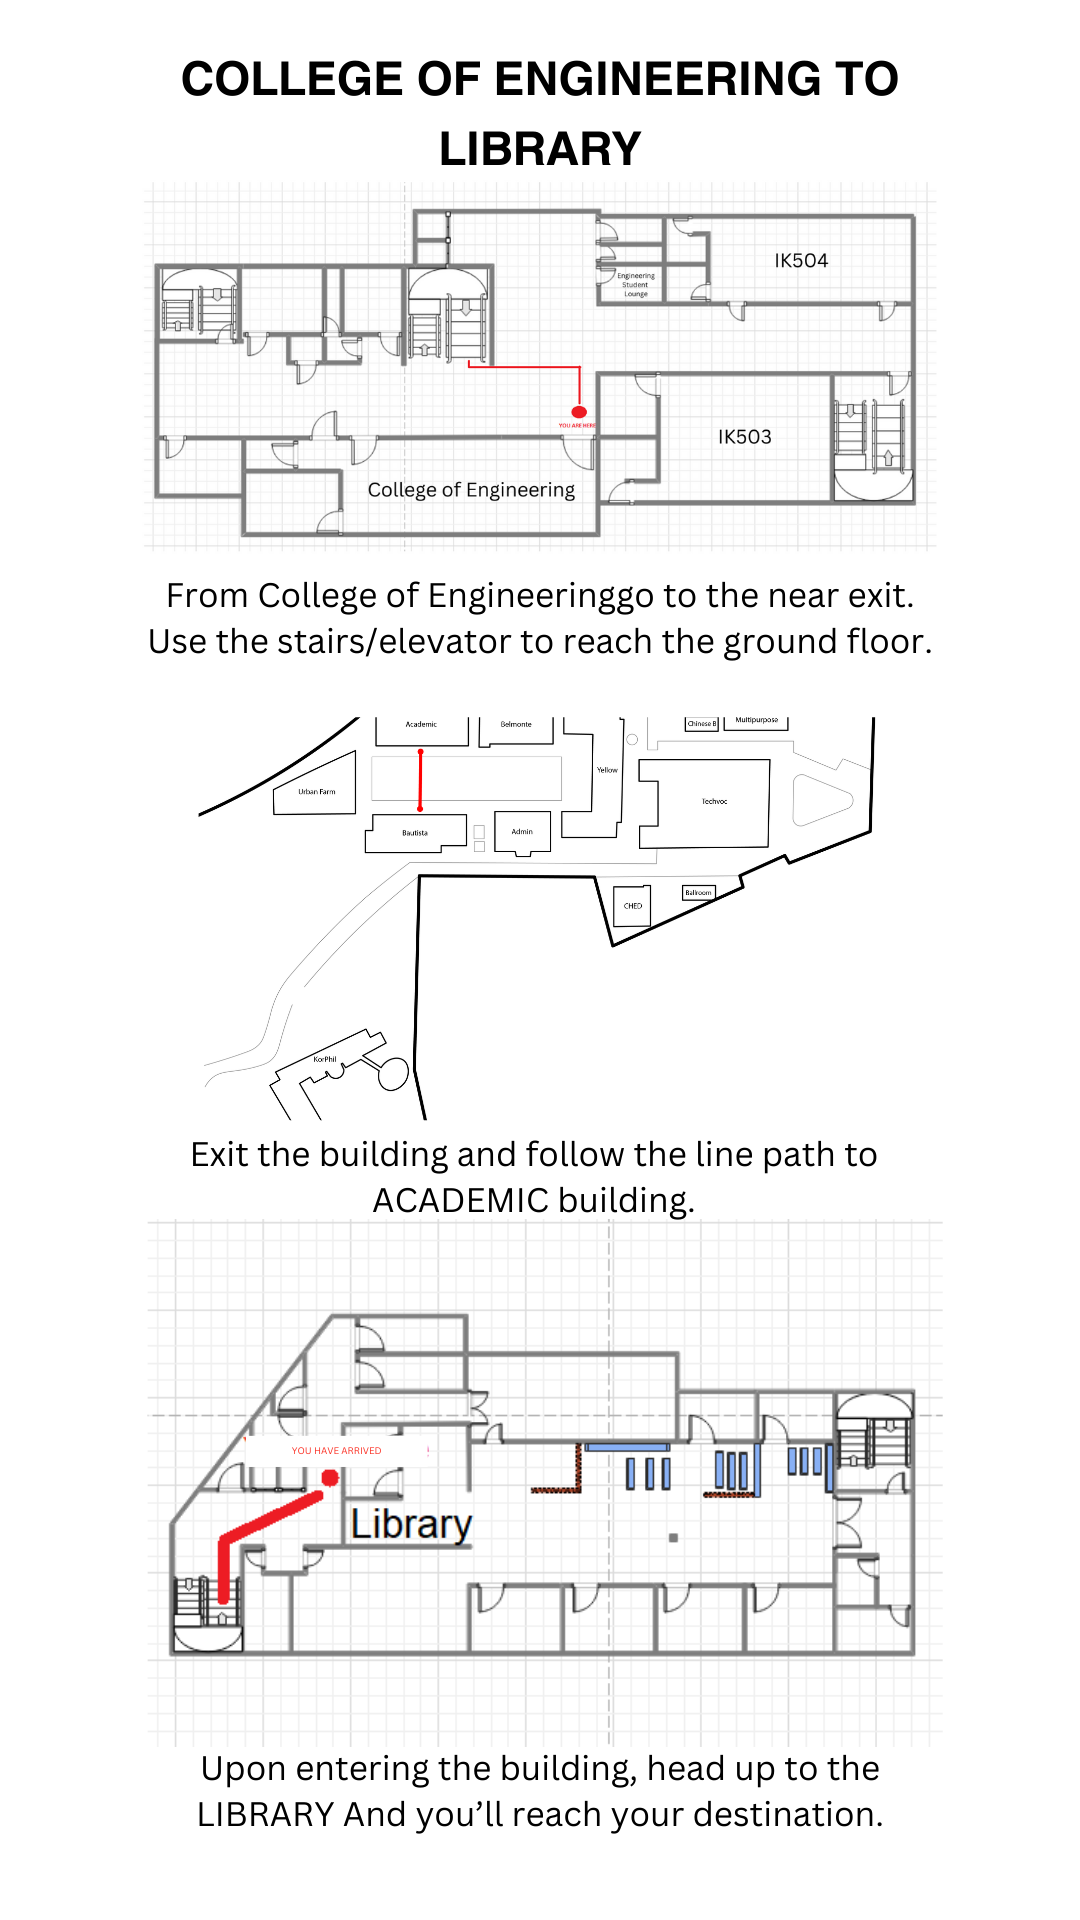 COLLEGE OF ENGINEERING TO
LIBRARY
IK504
Engineering
Student
Lounge
YOU ARE HERE
IK503
College of Engineering
From College of Engineeringgo to the near exit.
Use the stairs/elevator to reach the ground floor.
Academic
Belmonte
Chinese B
Multipurpose
Urban Farm
Yellow
Techvoc
Bautista
Admin
CHED
Ballroom
KorPhil
Exit the building and follow the line path to
ACADEMIC building.
YOU HAVE ARRIVED
Library
Upon entering the building, head up to the
LIBRARY And you’ll reach your destination.